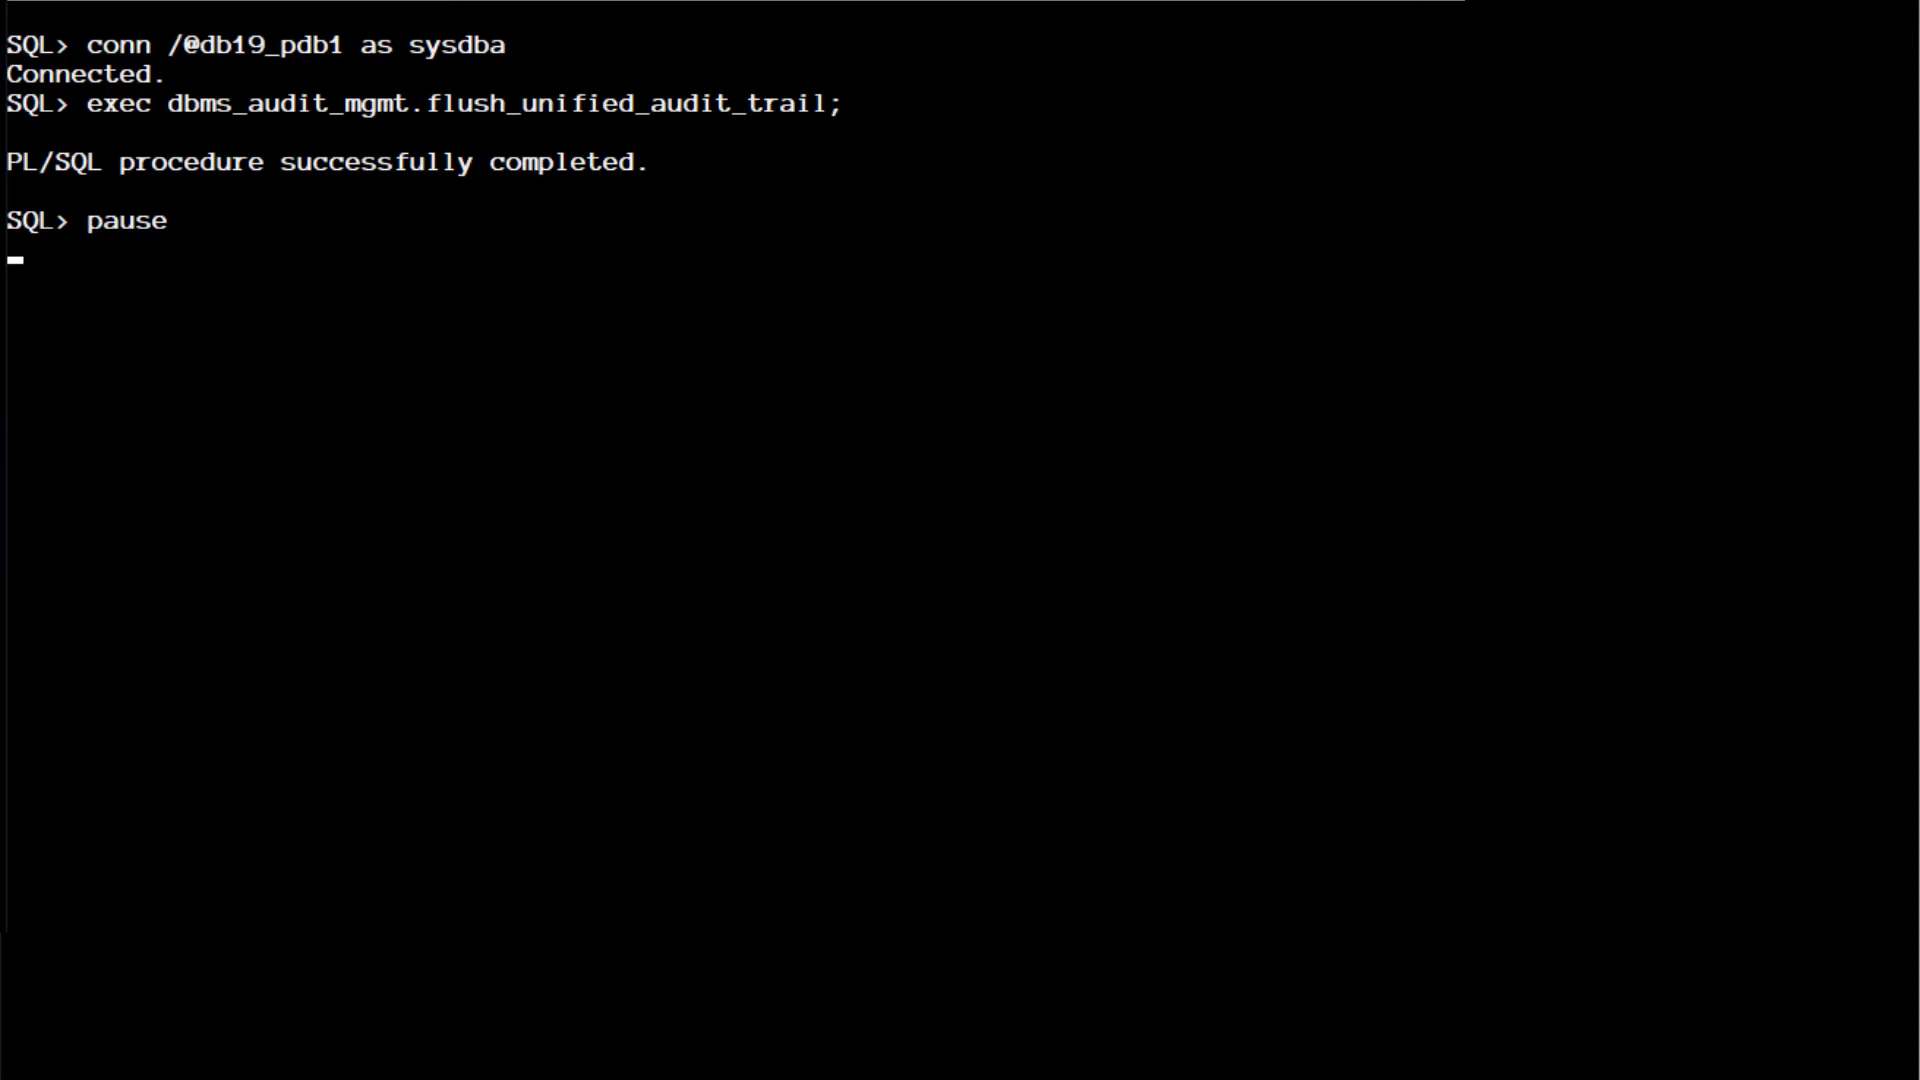 SQL> conn /@db19_pdb1 as sysdba
Connected.
SQL> exec dbms_audit_mgmt.flush_unified_audit_trail;
PL/SQL procedure successfully completed.
SQL> pause